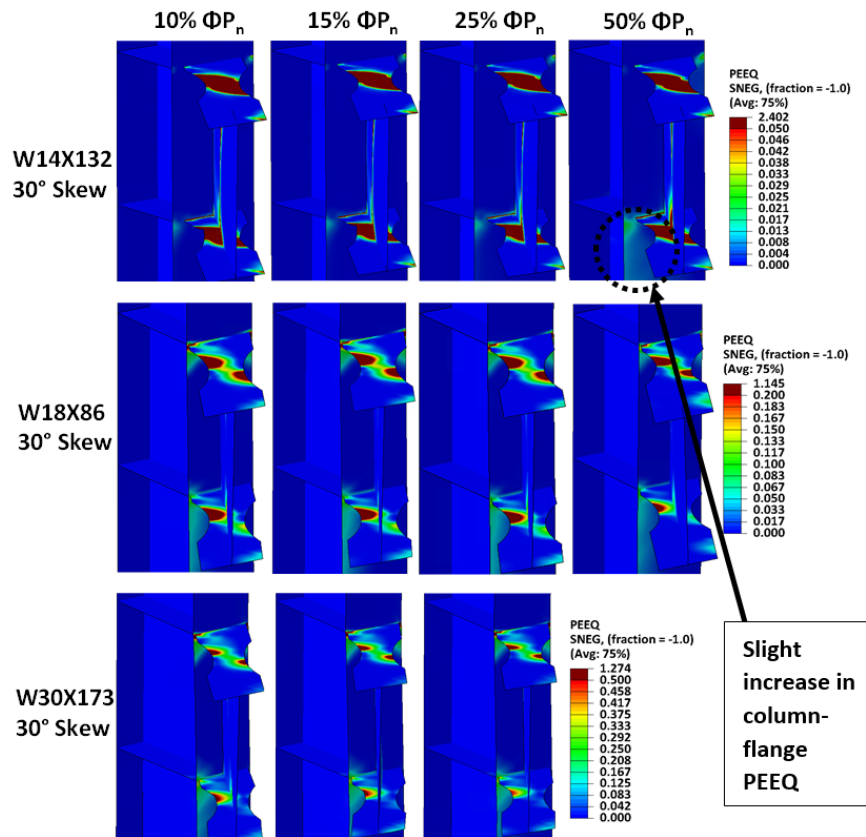 10% ΦPn
15% ΦPn
25% ΦPn
50% ΦPn
W14X132
30° Skew
PEEQ
SNEG, (fraction = -1.0)
(Avg: 75%)
2.402
0.050
0.046
0.042
0.038
0.033
0.029
0.025
0.021
0.017
0.013
0.008
0.004
0.000
W18X86
30° Skew
PEEQ
SNEG, (fraction = -1.0)
(Avg: 75%)
1.145
0.200
0.183
0.167
0.150
0.133
0.117
0.100
0.083
0.067
0.050
0.033
0.017
0.000
W30X173
30° Skew
PEEQ
SNEG, (fraction = -1.0)
(Avg: 75%)
1.274
0.500
0.458
0.417
0.375
0.333
0.292
0.250
0.208
0.167
0.125
0.083
0.042
0.000
Slight
increase in
column-
flange
PEEQ